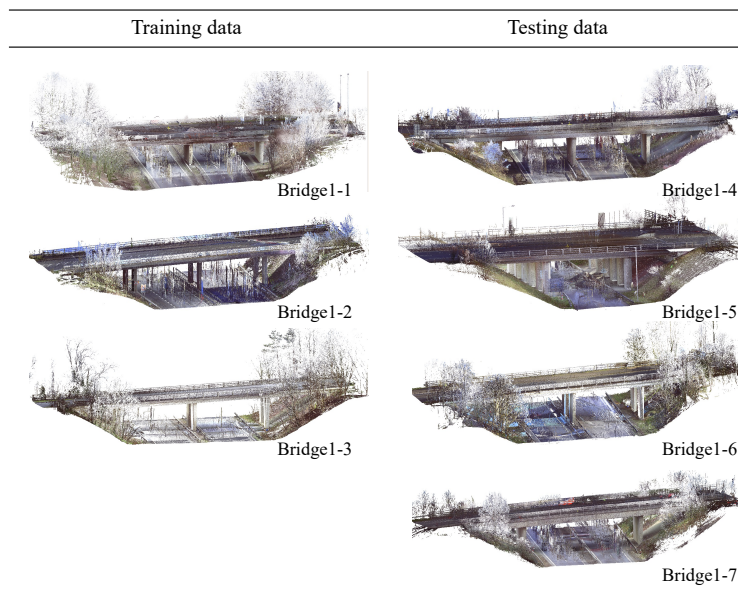 Training data
Testing data
Bridge1-1
Bridge1-4
Bridge1-2
Bridge1-5
Bridge1-3
Bridge1-6
Bridge1-7